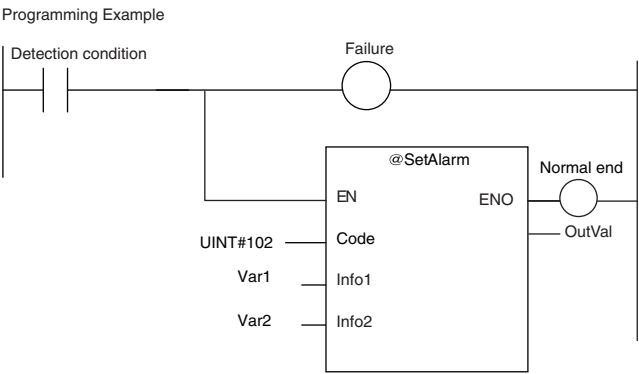 Programming Example
Detection condition
Failure
@SetAlarm
Normal end
EN
ENO
UINT#102
Code
OutVal
Var1
Info1
Var2
Info2